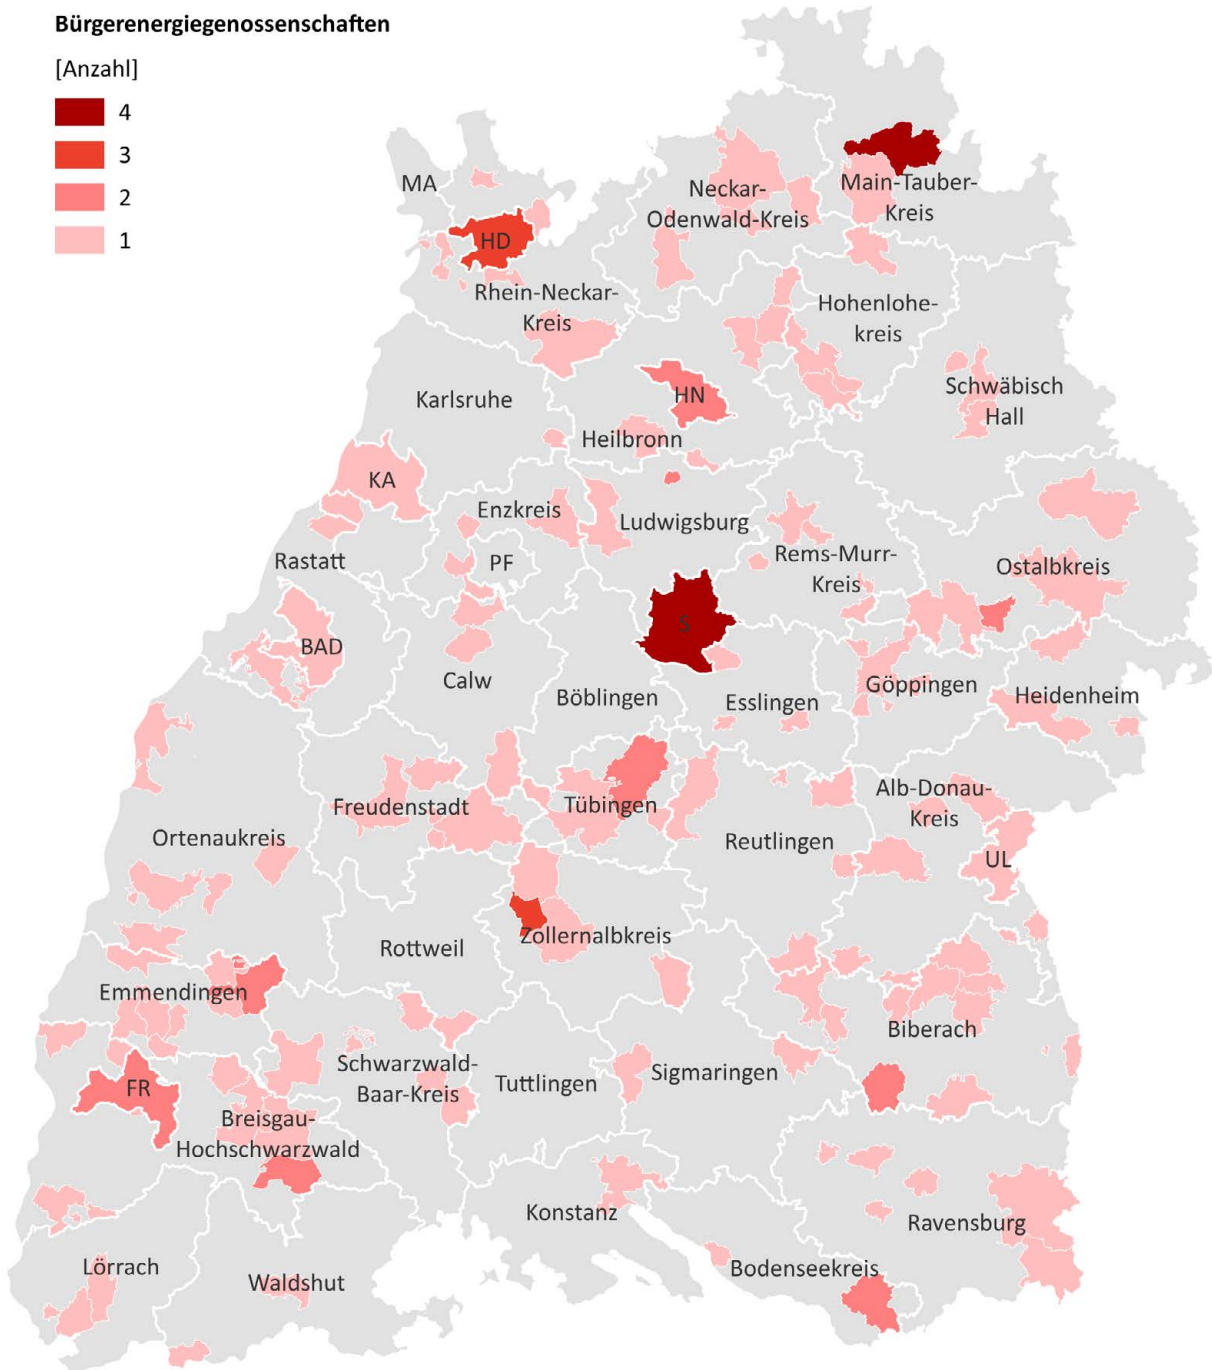 Bürgerenergiegenossenschaften
[Anzahl]
4
3
2
1
MA
HD
Neckar-
Odenwald-Kreis
Main-Tauber-
Kreis
Rhein-Neckar-
Kreis
Hohenlohe-
kreis
Karlsruhe
HN
Heilbronn
Schwäbisch
Hall
KA
Enzkreis
Ludwigsburg
PF
Rastatt
Rems-Murr-
Kreis
Ostalbkreis
S
BAD
Calw
Böblingen
Esslingen
Göppingen
Heidenheim
Freudenstadt
Tübingen
Alb-Donau-
Kreis
Ortenaukreis
Reutlingen
UL
Rottweil
Zollernalbkreis
Emmendingen
Biberach
Schwarzwald-
Baar-Kreis
Tuttlingen
Sigmaringen
FR
Breisgau-
Hochschwarzwald
Konstanz
Ravensburg
Lörrach
Waldshut
Bodenseekreis